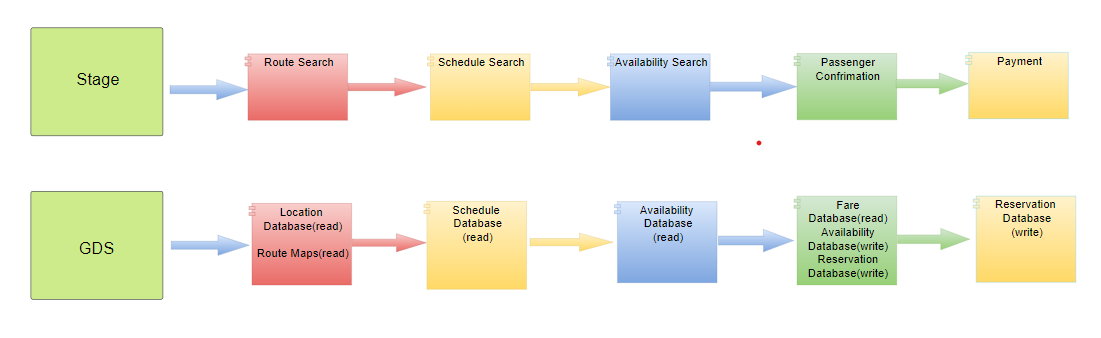 Stage
Route Search
Schedule Search
Availability Search
Passenger
Confrimation
Payment
GDS
Location
Database(read)
Route Maps(read)
Schedule
Database
(read)
Availability
Database
(read)
Fare
Database(read)
Availability
Database(write)
Reservation
Database(write)
Reservation
Database
(write)